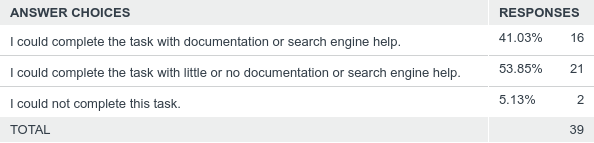 ANSWER CHOICES RESPONSES
I could complete the task with documentation or search engine help. 41.03% 16
I could complete the task with little or no documentation or search engine help. 53.85% 21
I could not complete this task. 5.13% 2
TOTAL 39